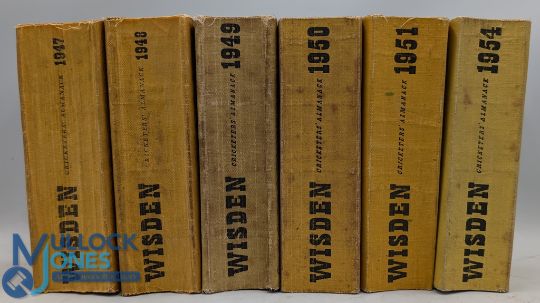 WISDEN CRICKETERS' ALMANACK 1947
WISDEN CRICKETERS' ALMANACK 1948
WISDEN CRICKETERS' ALMANACK 1949
WISDEN CRICKETERS' ALMANACK 1950
WISDEN CRICKETERS' ALMANACK 1951
WISDEN CRICKETERS' ALMANACK 1954
MULLOCK
JONES